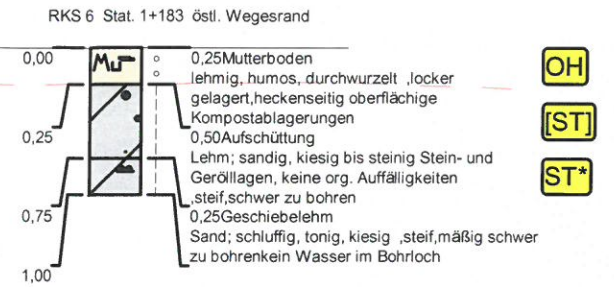 RKS 6 Stat. 1+183 östl. Wegesrand
0,00
Mu
0,25Mutterboden
lehmig, humos, durchwurzelt ,locker
gelagert,heckenseitig oberflächige
Kompostablagerungen
OH
0,25
0,50Aufschüttung
Lehm; sandig, kiesig bis steinig Stein- und
Gerölllagen, keine org. Auffälligkeiten
,steif,schwer zu bohren
[ST]
0,75
0,25Geschiebelehm
Sand; schluffig, tonig, kiesig ,steif,mäßig schwer
zu bohrenkein Wasser im Bohrloch
ST*
1,00